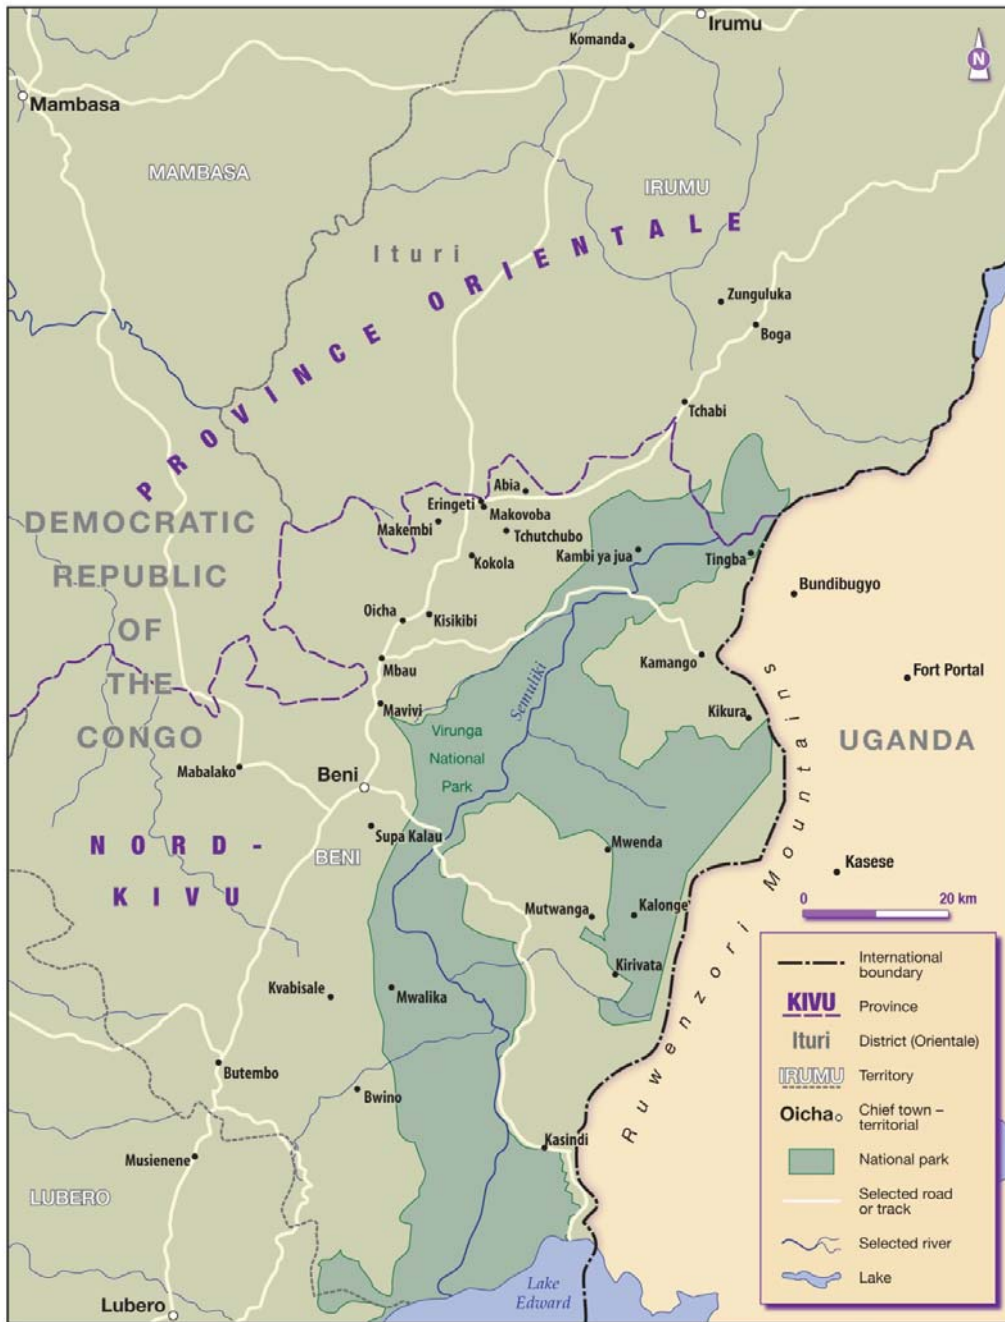 Irumu
Komanda
N
Mambasa
MAMBASA
IRUMU
PROVINCE ORIENTALE
Ituri
Zunguluka
Boga
Tchabi
Abia
Eringeti
Makovoba
Makembi
Tchutchubo
Kokola
Kambi ya jua
Tingba
DEMOCRATIC
REPUBLIC
OF
THE
CONGO
Bundibugyo
Oicha
Kisikibi
Mbau
Kamango
Fort Portal
Semuliki
Mavivi
Kikura
Virunga
National
Park
UGANDA
Mabalako
Beni
Supa Kalau
NORD-
KIVU
BENI
Mwenda
Kasese
Ruwenzori Mountains
Mutwanga
Kalonge
0 20 km
Kirivata
Kvabisale
Mwalika
Butembo
Bwino
Musienene
Kasindi
LUBERO
Lubero
Lake
Edward
International
boundary
KIVU Province
Ituri District (Orientale)
IRUMU Territory
Oicha Chief town –
territorial
National park
Selected road
or track
Selected river
Lake